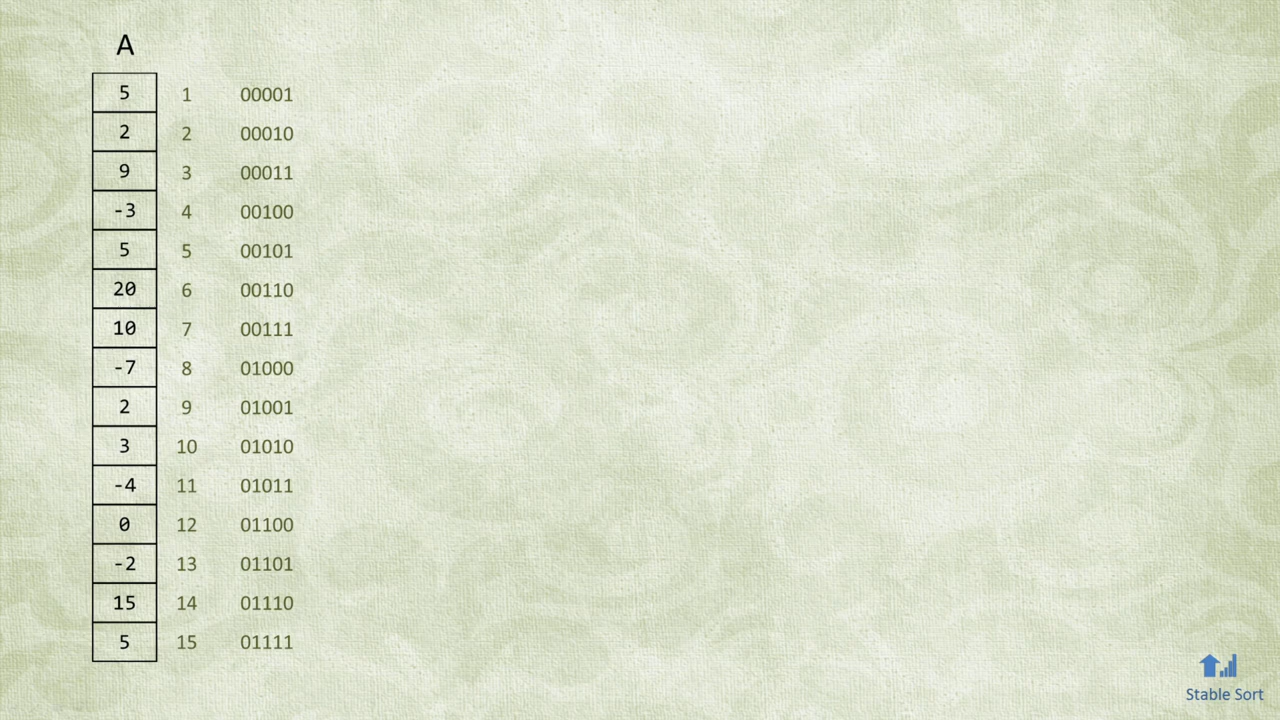 A
5 1 00001
2 2 00010
9 3 00011
-3 4 00100
5 5 00101
20 6 00110
10 7 00111
-7 8 01000
2 9 01001
3 10 01010
-4 11 01011
0 12 01100
-2 13 01101
15 14 01110
5 15 01111
Stable Sort